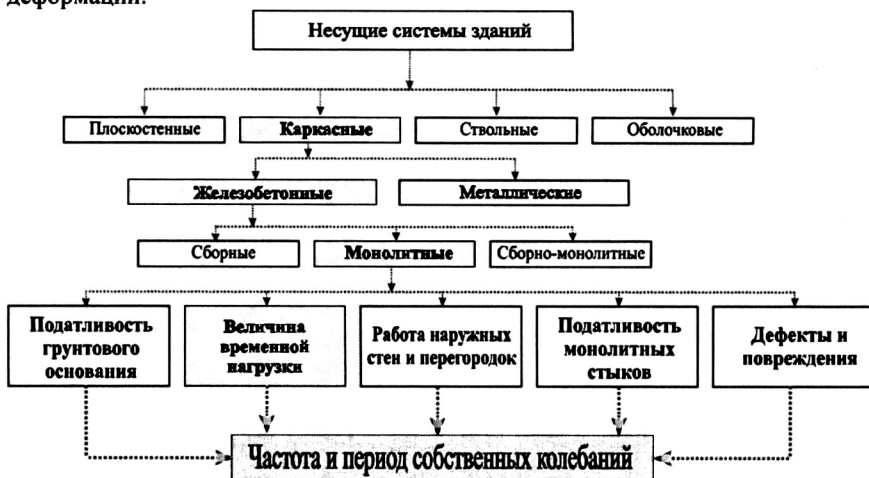 деформации.
Несущие системы зданий
Плоскостенные
Каркасные
Ствольные
Оболочковые
Железобетонные
Металлические
Сборные
Монолитные
Сборно-монолитные
Податливость
грунтового
основания
Величина
временной
нагрузки
Работа наружных
стен и перегородок
Податливость
монолитных
стыков
Дефекты и
повреждения
Частота и период собственных колебаний